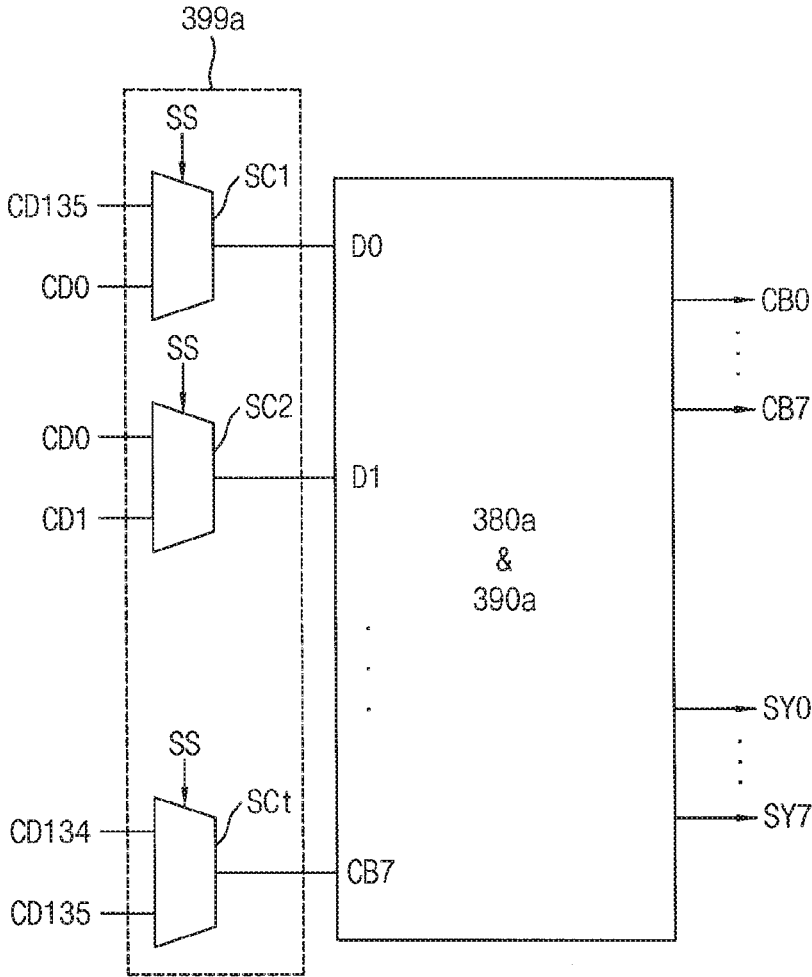 399a
SS
SC1
CD135
D0
CD0
CB0
SS
SC2
CB7
CD0
D1
CD1
380a
&
390a
SY0
SS
SCt
SY7
CD134
CB7
CD135